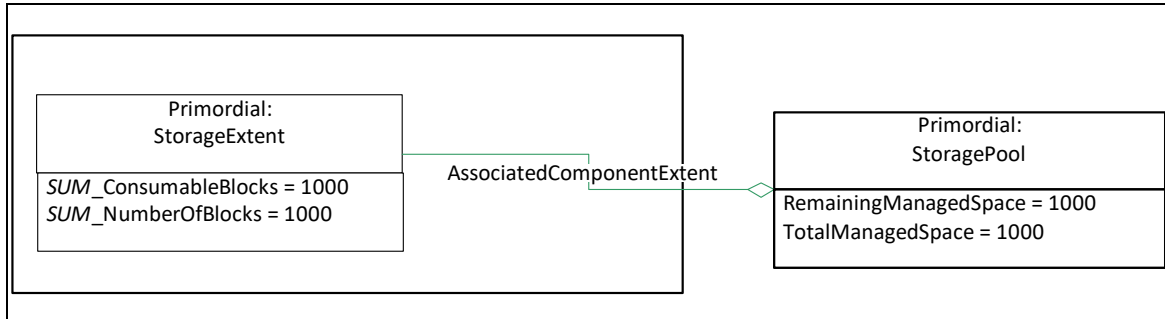 Primordial:
StorageExtent
SUM_ConsumableBlocks = 1000
SUM_NumberOfBlocks = 1000
AssociatedComponentExtent
Primordial:
StoragePool
RemainingManagedSpace = 1000
TotalManagedSpace = 1000